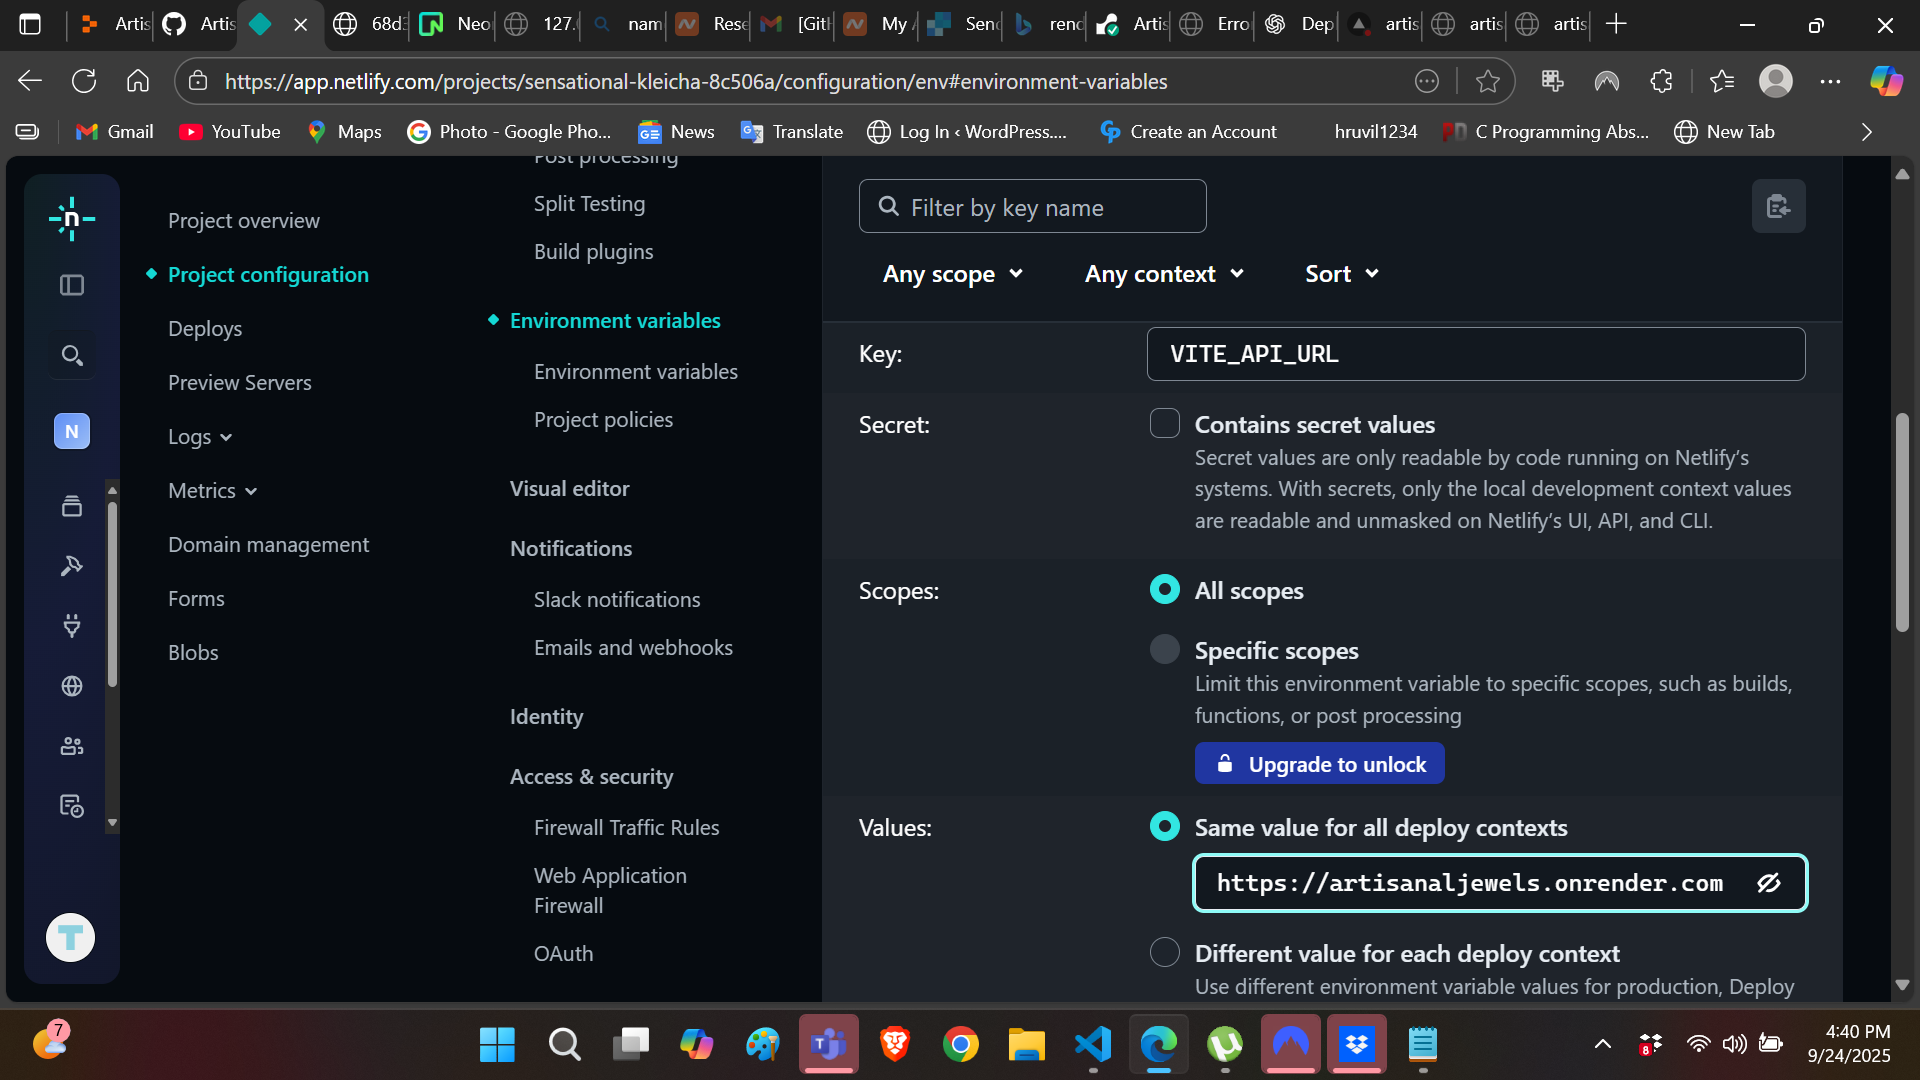 Artis
Artis
68d3
Neo
127.
nam
Rese
[Gitl
My A
Send
rend
Artis
Erro
Dep
artis
artis
artis
https://app.netlify.com/projects/sensational-kleicha-8c506a/configuration/env#environment-variables
Gmail
YouTube
Maps
Photo - Google Pho...
News
Translate
Log In ‹ WordPress....
Create an Account
hruvil1234
C Programming Abs...
New Tab
n
N
T
Project overview
Project configuration
Deploys
Preview Servers
Logs
Metrics
Domain management
Forms
Blobs
Post processing
Split Testing
Build plugins
Environment variables
Environment variables
Project policies
Visual editor
Notifications
Slack notifications
Emails and webhooks
Identity
Access & security
Firewall Traffic Rules
Web Application
Firewall
OAuth
Filter by key name
Any scope
Any context
Sort
Key:
VITE_API_URL
Secret:
Contains secret values
Secret values are only readable by code running on Netlify’s
systems. With secrets, only the local development context values
are readable and unmasked on Netlify’s UI, API, and CLI.
Scopes:
All scopes
Specific scopes
Limit this environment variable to specific scopes, such as builds,
functions, or post processing
Upgrade to unlock
Values:
Same value for all deploy contexts
https://artisanaljewels.onrender.com
Different value for each deploy context
Use different environment variable values for production, Deploy
7
8
4:40 PM
9/24/2025